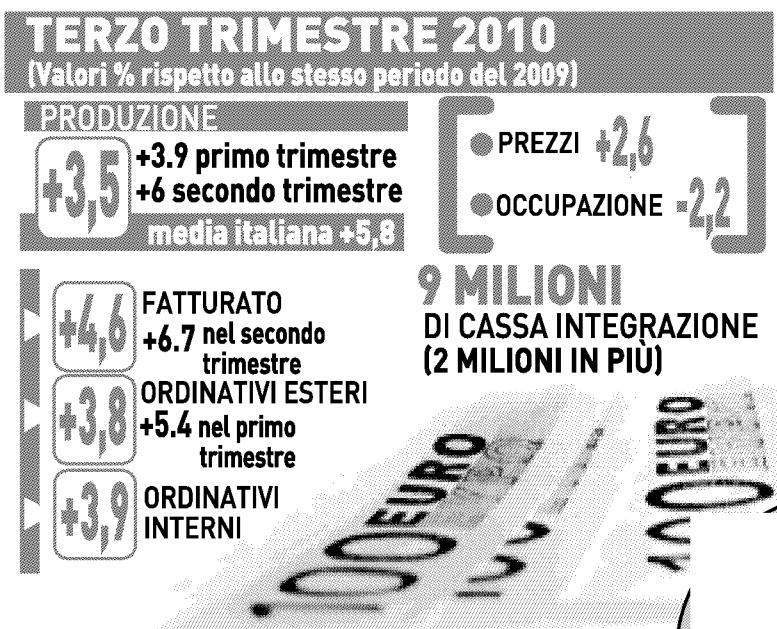 TERZO TRIMESTRE 2010
(Valori % rispetto allo stesso periodo del 2009)
PRODUZIONE
+3,5
+3.9 primo trimestre
+6 secondo trimestre
media italiana +5,8
PREZZI +2,6
OCCUPAZIONE -2,2
+4,6
FATTURATO
+6.7 nel secondo
trimestre
+3,8
ORDINATIVI ESTERI
+5.4 nel primo
trimestre
+3,9
ORDINATIVI
INTERNI
9 MILIONI
DI CASSA INTEGRAZIONE
(2 MILIONI IN PIÙ)
100 EURO
100
100 EURO